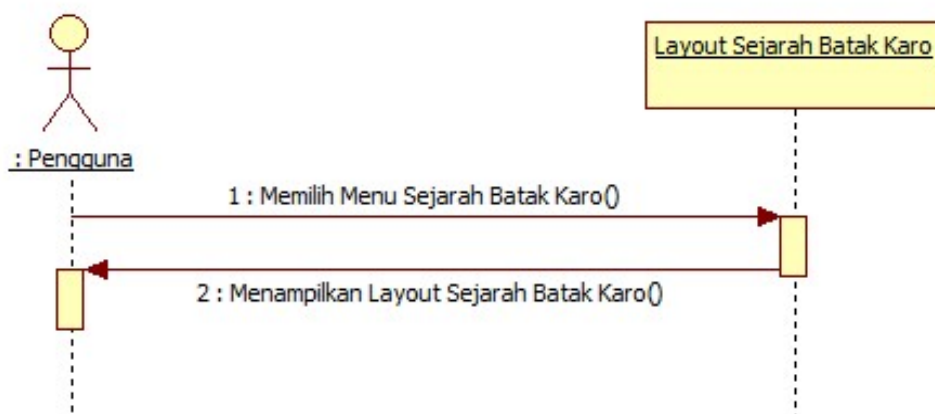 Layout Sejarah Batak Karo
: Pengguna
1 : Memilih Menu Sejarah Batak Karo()
2 : Menampilkan Layout Sejarah Batak Karo()